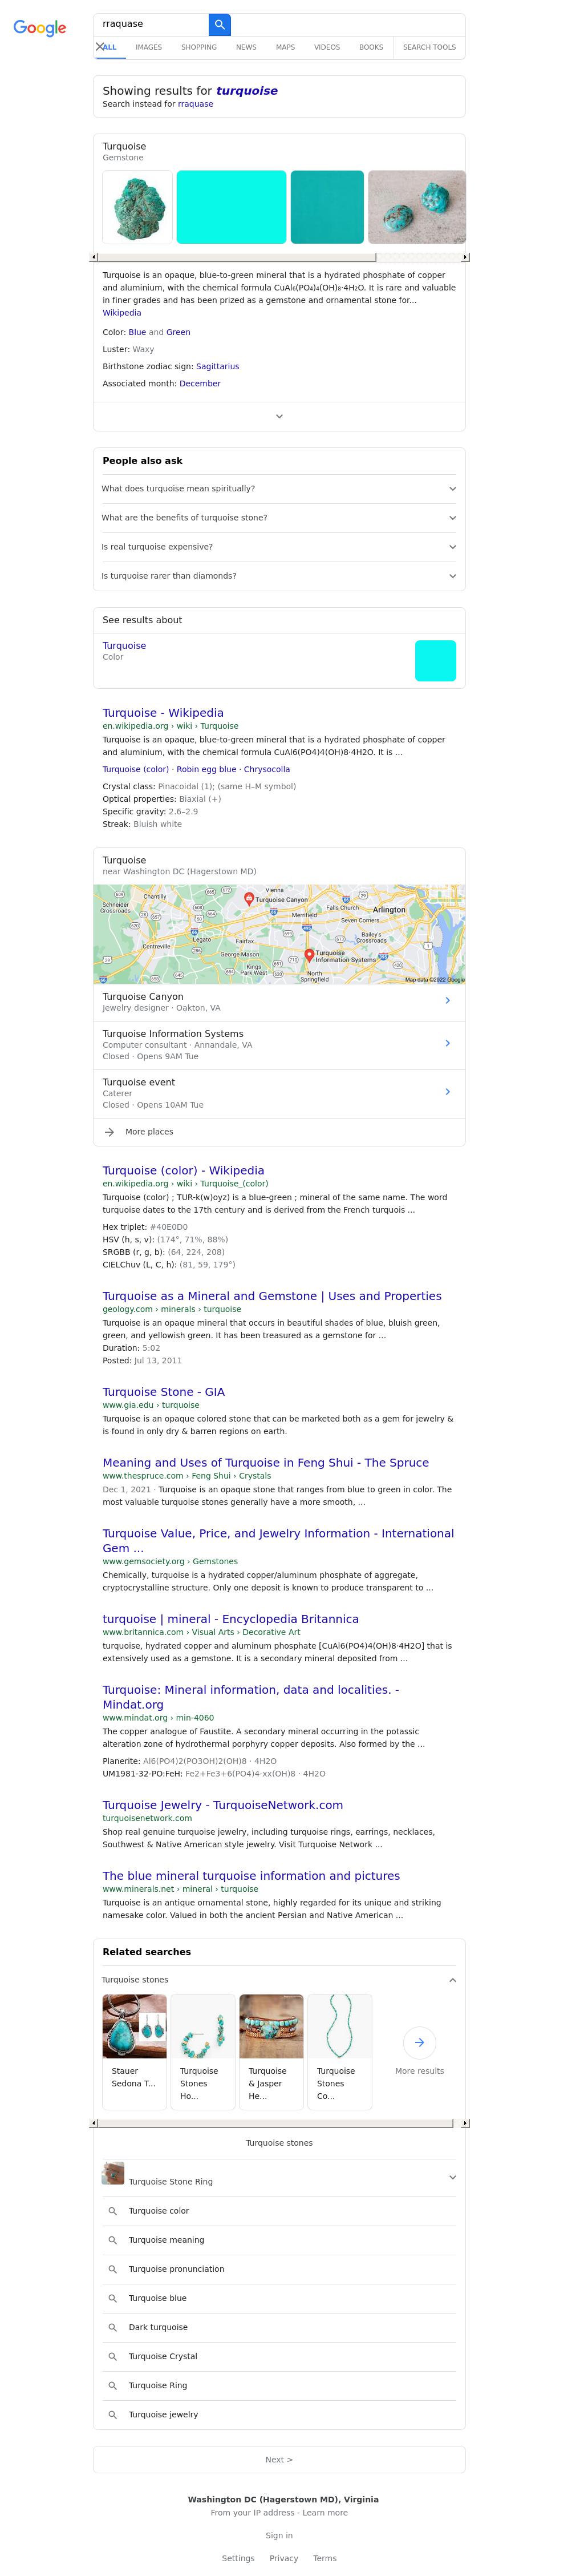 Google
rraquase
ALL IMAGES SHOPPING NEWS MAPS VIDEOS BOOKS SEARCH TOOLS
Showing results for turquoise
Search instead for rraquase
Turquoise
Gemstone
Turquoise is an opaque, blue-to-green mineral that is a hydrated phosphate of copper
and aluminium, with the chemical formula CuAl₆(PO₄)₄(OH)₈·4H₂O. It is rare and valuable
in finer grades and has been prized as a gemstone and ornamental stone for...
Wikipedia
Color: Blue and Green
Luster: Waxy
Birthstone zodiac sign: Sagittarius
Associated month: December
People also ask
What does turquoise mean spiritually?
What are the benefits of turquoise stone?
Is real turquoise expensive?
Is turquoise rarer than diamonds?
See results about
Turquoise
Color
Turquoise - Wikipedia
en.wikipedia.org › wiki › Turquoise
Turquoise is an opaque, blue-to-green mineral that is a hydrated phosphate of copper
and aluminium, with the chemical formula CuAl6(PO4)4(OH)8·4H2O. It is ...
Turquoise (color) · Robin egg blue · Chrysocolla
Crystal class: Pinacoidal (1); (same H–M symbol)
Optical properties: Biaxial (+)
Specific gravity: 2.6–2.9
Streak: Bluish white
Turquoise
near Washington DC (Hagerstown MD)
Schneider Crossroads
Chantilly
Vienna
Turquoise Canyon
Merrifield
Falls Church
Arlington
Seven Corners
Bailey's Crossroads
Legato
Fairfax
Centreville
George Mason
Kings Park West
Turquoise Information Systems
North Springfield
Map data ©2022 Google
Turquoise Canyon
Jewelry designer · Oakton, VA
Turquoise Information Systems
Computer consultant · Annandale, VA
Closed · Opens 9AM Tue
Turquoise event
Caterer
Closed · Opens 10AM Tue
More places
Turquoise (color) - Wikipedia
en.wikipedia.org › wiki › Turquoise_(color)
Turquoise (color) ; TUR-k(w)oyz) is a blue-green ; mineral of the same name. The word
turquoise dates to the 17th century and is derived from the French turquois ...
Hex triplet: #40E0D0
HSV (h, s, v): (174°, 71%, 88%)
SRGBB (r, g, b): (64, 224, 208)
CIELChuv (L, C, h): (81, 59, 179°)
Turquoise as a Mineral and Gemstone | Uses and Properties
geology.com › minerals › turquoise
Turquoise is an opaque mineral that occurs in beautiful shades of blue, bluish green,
green, and yellowish green. It has been treasured as a gemstone for ...
Duration: 5:02
Posted: Jul 13, 2011
Turquoise Stone - GIA
www.gia.edu › turquoise
Turquoise is an opaque colored stone that can be marketed both as a gem for jewelry &
is found in only dry & barren regions on earth.
Meaning and Uses of Turquoise in Feng Shui - The Spruce
www.thespruce.com › Feng Shui › Crystals
Dec 1, 2021 · Turquoise is an opaque stone that ranges from blue to green in color. The
most valuable turquoise stones generally have a more smooth, ...
Turquoise Value, Price, and Jewelry Information - International
Gem ...
www.gemsociety.org › Gemstones
Chemically, turquoise is a hydrated copper/aluminum phosphate of aggregate,
cryptocrystalline structure. Only one deposit is known to produce transparent to ...
turquoise | mineral - Encyclopedia Britannica
www.britannica.com › Visual Arts › Decorative Art
turquoise, hydrated copper and aluminum phosphate [CuAl6(PO4)4(OH)8·4H2O] that is
extensively used as a gemstone. It is a secondary mineral deposited from ...
Turquoise: Mineral information, data and localities. -
Mindat.org
www.mindat.org › min-4060
The copper analogue of Faustite. A secondary mineral occurring in the potassic
alteration zone of hydrothermal porphyry copper deposits. Also formed by the ...
Planerite: Al6(PO4)2(PO3OH)2(OH)8 · 4H2O
UM1981-32-PO:FeH: Fe2+Fe3+6(PO4)4-xx(OH)8 · 4H2O
Turquoise Jewelry - TurquoiseNetwork.com
turquoisenetwork.com
Shop real genuine turquoise jewelry, including turquoise rings, earrings, necklaces,
Southwest & Native American style jewelry. Visit Turquoise Network ...
The blue mineral turquoise information and pictures
www.minerals.net › mineral › turquoise
Turquoise is an antique ornamental stone, highly regarded for its unique and striking
namesake color. Valued in both the ancient Persian and Native American ...
Related searches
Turquoise stones
Stauer Sedona T...
Turquoise Stones Ho...
Turquoise & Jasper He...
Turquoise Stones Co...
More results
Turquoise stones
Turquoise Stone Ring
Turquoise color
Turquoise meaning
Turquoise pronunciation
Turquoise blue
Dark turquoise
Turquoise Crystal
Turquoise Ring
Turquoise jewelry
Next >
Washington DC (Hagerstown MD), Virginia
From your IP address - Learn more
Sign in
Settings Privacy Terms